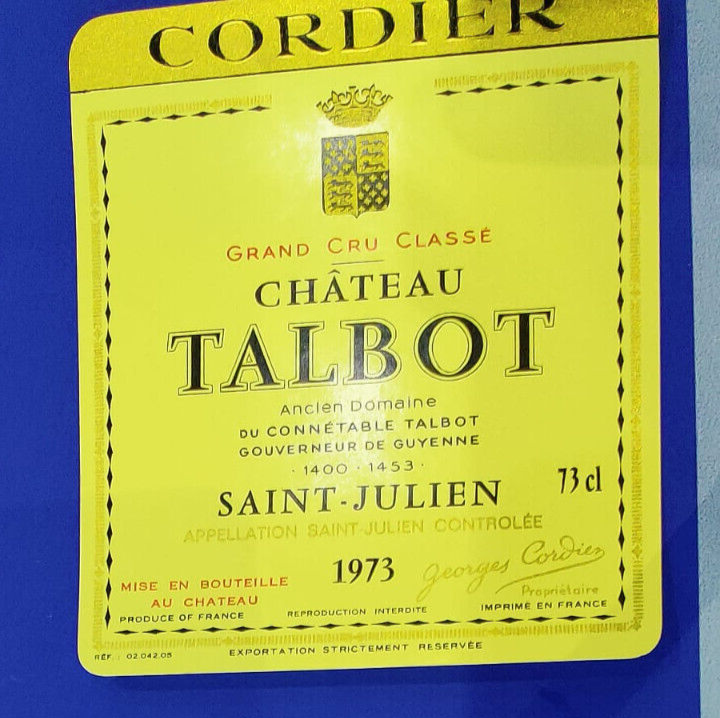 CORDIER
GRAND CRU CLASSÉ
CHÂTEAU
TALBOT
Ancien Domaine
DU CONNÉTABLE TALBOT
GOUVERNEUR DE GUYENNE
· 1400 · 1453 ·
SAINT-JULIEN 73 cl
APPELLATION SAINT-JULIEN CONTROLÉE
MISE EN BOUTEILLE
AU CHATEAU
PRODUCE OF FRANCE
1973
REPRODUCTION INTERDITE
Georges Cordier
Propriétaire
IMPRIMÉ EN FRANCE
RÉF. : 02.042.05
EXPORTATION STRICTEMENT RESERVÉE